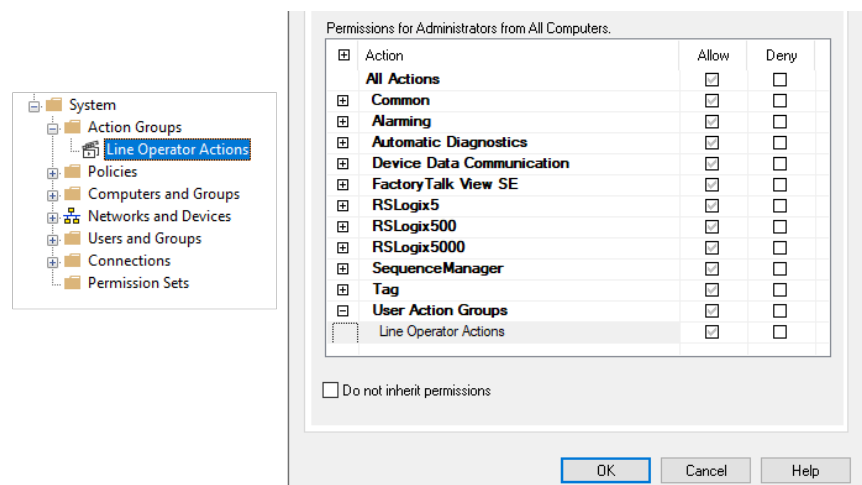 System
Action Groups
Line Operator Actions
Policies
Computers and Groups
Networks and Devices
Users and Groups
Connections
Permission Sets
Permissions for Administrators from All Computers.
Action Allow Deny
All Actions
Common
Alarming
Automatic Diagnostics
Device Data Communication
FactoryTalk View SE
RSLogix5
RSLogix500
RSLogix5000
SequenceManager
Tag
User Action Groups
Line Operator Actions
Do not inherit permissions
OK Cancel Help